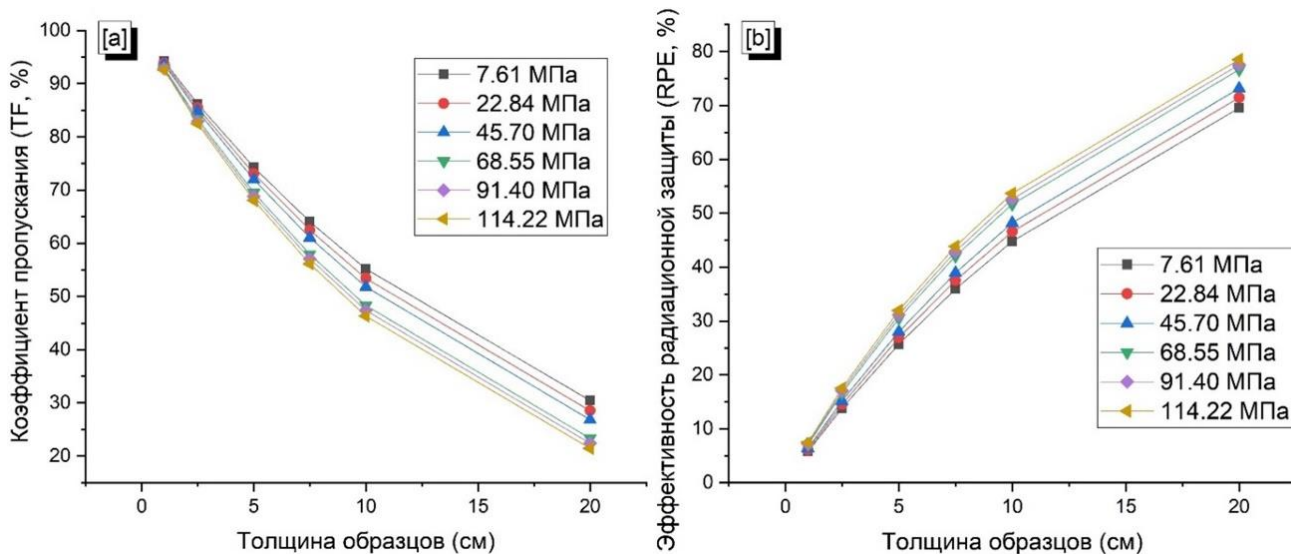 [a]
Коэффициент пропускания (TF, %)
100
90
80
70
60
50
40
30
20
7.61 МПа
22.84 МПа
45.70 МПа
68.55 МПа
91.40 МПа
114.22 МПа
0
5
10
15
20
Толщина образцов (см)
[b]
Эффективность радиационной защиты (RPE, %)
80
70
60
50
40
30
20
10
0
7.61 МПа
22.84 МПа
45.70 МПа
68.55 МПа
91.40 МПа
114.22 МПа
0
5
10
15
20
Толщина образцов (см)